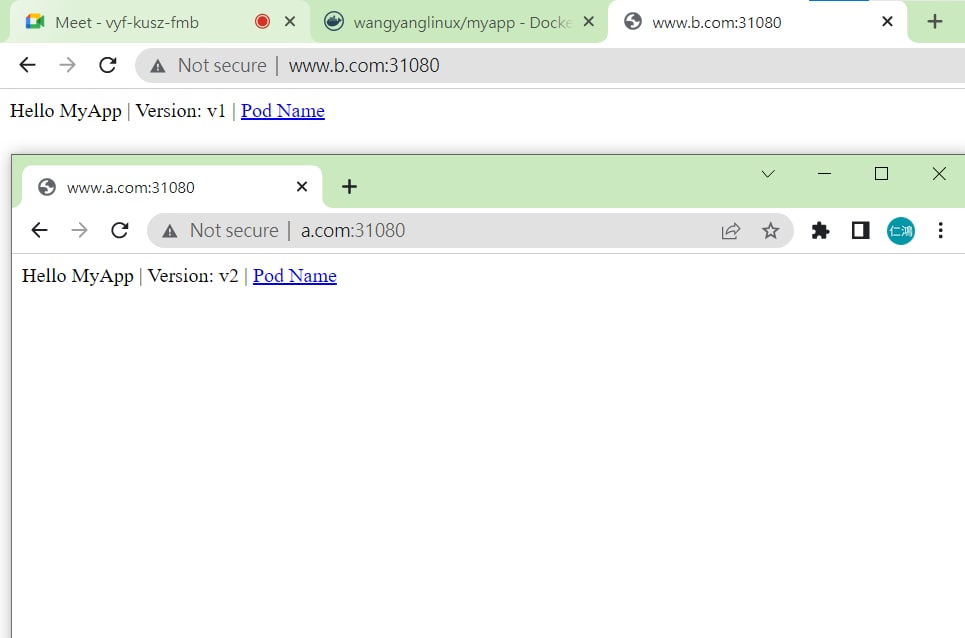 Meet - vyf-kusz-fmb
wangyanglinux/myapp - Docke
www.b.com:31080
Not secure | www.b.com:31080
Hello MyApp | Version: v1 | Pod Name
www.a.com:31080
Not secure | a.com:31080
仁鴻
Hello MyApp | Version: v2 | Pod Name